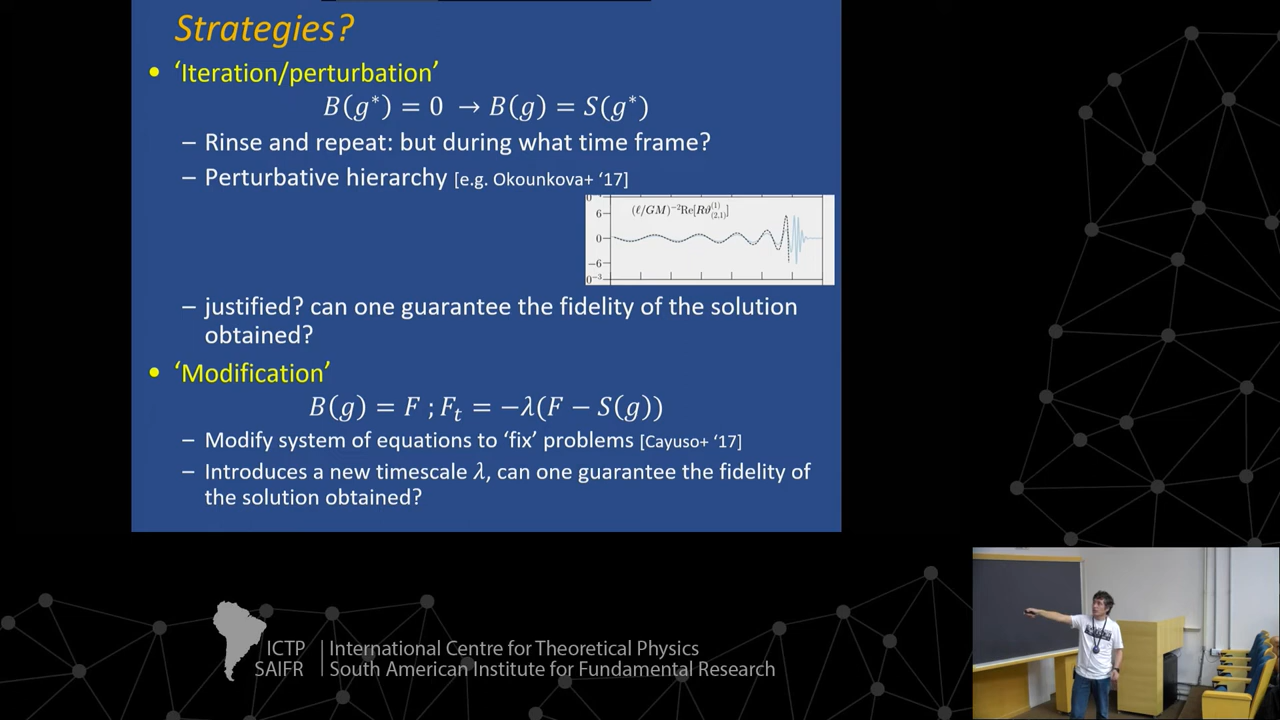 Strategies?
• 'Iteration/perturbation'
B(g*) = 0 → B(g) = S(g*)
– Rinse and repeat: but during what time frame?
– Perturbative hierarchy [e.g. Okounkova+ '17]
(ℓ/GM)⁻²Re[Rϑ⁽¹⁾₍₂,₁₎]
6
0
−6
– justified? can one guarantee the fidelity of the solution
obtained?
• 'Modification'
B(g) = F ; Fₜ = −λ(F − S(g))
– Modify system of equations to 'fix' problems [Cayuso+ '17]
– Introduces a new timescale λ, can one guarantee the fidelity of
the solution obtained?
ICTP | International Centre for Theoretical Physics
SAIFR | South American Institute for Fundamental Research